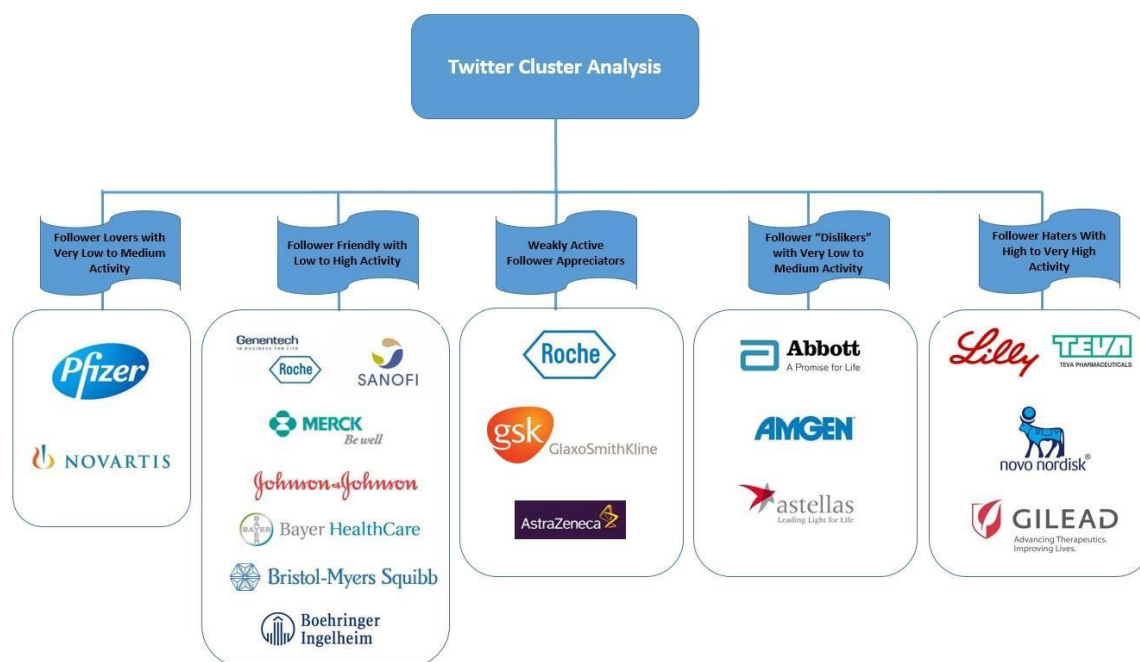 Twitter Cluster Analysis
Follower Lovers with
Very Low to Medium
Activity
Follower Friendly with
Low to High Activity
Weakly Active
Follower Appreciators
Follower “Dislikers”
with Very Low to
Medium Activity
Follower Haters With
High to Very High
Activity
Pfizer
NOVARTIS
Genentech
IN BUSINESS FOR LIFE
Roche
SANOFI
MERCK
Be well
Johnson & Johnson
BAYER
BAYER
Bayer HealthCare
Bristol-Myers Squibb
Boehringer
Ingelheim
Roche
gsk
GlaxoSmithKline
AstraZeneca
Abbott
A Promise for Life
AMGEN®
astellas
Leading Light for Life
Lilly
TEVA
TEVA PHARMACEUTICALS
novo nordisk®
GILEAD
Advancing Therapeutics.
Improving Lives.